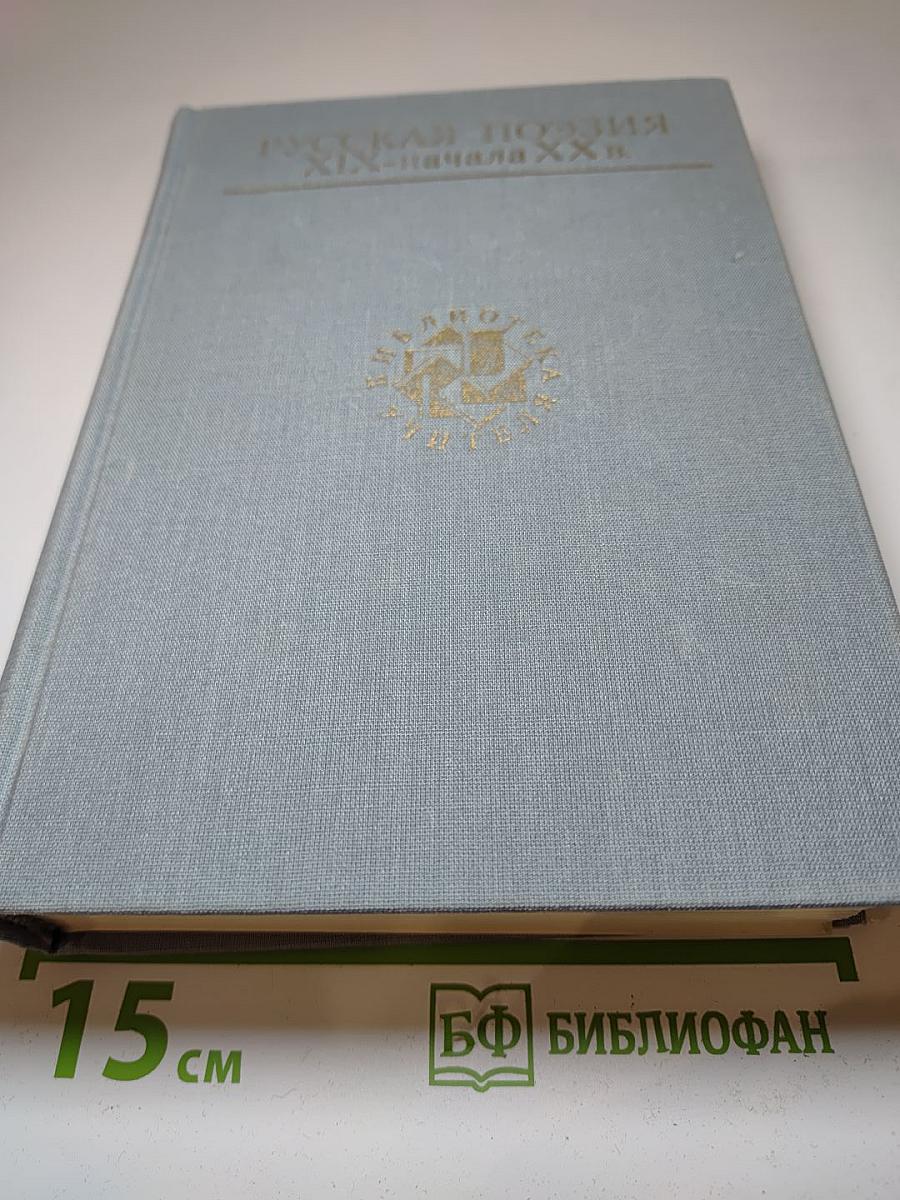 РУССКАЯ ПОЭЗИЯ
XIX–начала XX в.
БИБЛИОТЕКА УЧИТЕЛЯ
15 см
БФ БИБЛИОФАН